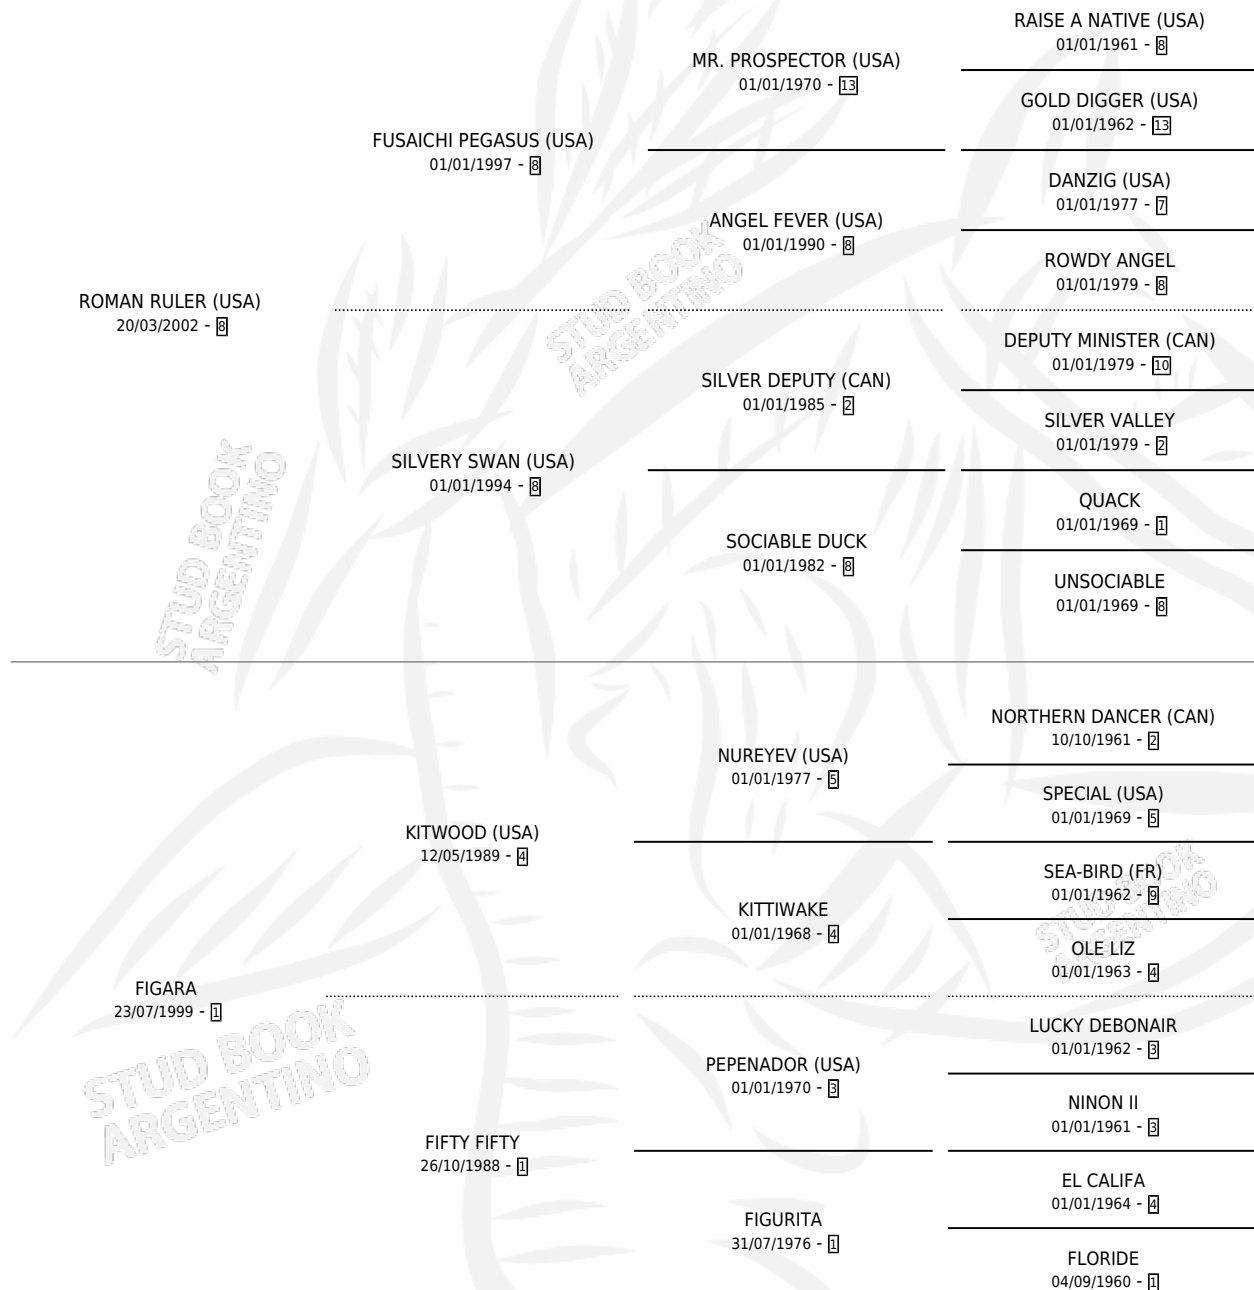 RAISE A NATIVE (USA)
01/01/1961 - 8
MR. PROSPECTOR (USA)
01/01/1970 - 13
GOLD DIGGER (USA)
01/01/1962 - 13
FUSAICHI PEGASUS (USA)
01/01/1997 - 8
DANZIG (USA)
01/01/1977 - 7
ANGEL FEVER (USA)
01/01/1990 - 8
ROWDY ANGEL
01/01/1979 - 8
ROMAN RULER (USA)
20/03/2002 - 8
DEPUTY MINISTER (CAN)
01/01/1979 - 10
SILVER DEPUTY (CAN)
01/01/1985 - 2
SILVER VALLEY
01/01/1979 - 2
SILVERY SWAN (USA)
01/01/1994 - 8
QUACK
01/01/1969 - 1
SOCIABLE DUCK
01/01/1982 - 8
UNSOCIABLE
01/01/1969 - 8
NORTHERN DANCER (CAN)
10/10/1961 - 2
NUREYEV (USA)
01/01/1977 - 5
SPECIAL (USA)
01/01/1969 - 5
KITWOOD (USA)
12/05/1989 - 4
SEA-BIRD (FR)
01/01/1962 - 9
KITTIWAKE
01/01/1968 - 4
OLE LIZ
01/01/1963 - 4
FIGARA
23/07/1999 - 1
LUCKY DEBONAIR
01/01/1962 - 3
PEPENADOR (USA)
01/01/1970 - 3
NINON II
01/01/1961 - 3
FIFTY FIFTY
26/10/1988 - 1
EL CALIFA
01/01/1964 - 4
FIGURITA
31/07/1976 - 1
FLORIDE
04/09/1960 - 1
STUD BOOK
ARGENTINO
STUD BOOK
ARGENTINO
STUD BOOK
ARGENTINO
STUD BOOK
ARGENTINO